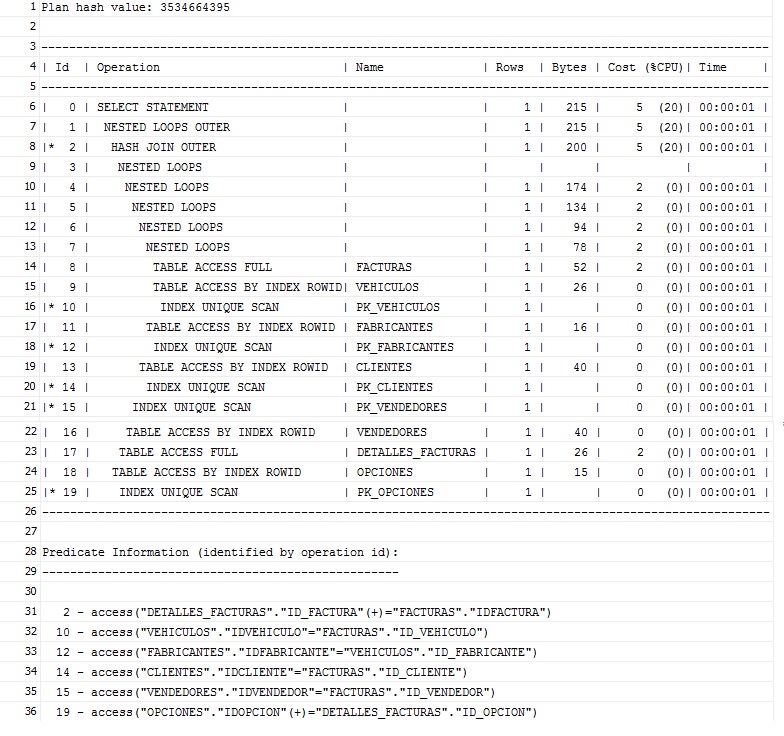 1 Plan hash value: 3534664395
2
3 --------------------------------------------------------------------------------------------------------
4 | Id | Operation | Name | Rows | Bytes | Cost (%CPU)| Time |
5 --------------------------------------------------------------------------------------------------------
6 | 0 | SELECT STATEMENT | | 1 | 215 | 5 (20)| 00:00:01 |
7 | 1 | NESTED LOOPS OUTER | | 1 | 215 | 5 (20)| 00:00:01 |
8 |* 2 | HASH JOIN OUTER | | 1 | 200 | 5 (20)| 00:00:01 |
9 | 3 | NESTED LOOPS | | | | | |
10 | 4 | NESTED LOOPS | | 1 | 174 | 2 (0)| 00:00:01 |
11 | 5 | NESTED LOOPS | | 1 | 134 | 2 (0)| 00:00:01 |
12 | 6 | NESTED LOOPS | | 1 | 94 | 2 (0)| 00:00:01 |
13 | 7 | NESTED LOOPS | | 1 | 78 | 2 (0)| 00:00:01 |
14 | 8 | TABLE ACCESS FULL | FACTURAS | 1 | 52 | 2 (0)| 00:00:01 |
15 | 9 | TABLE ACCESS BY INDEX ROWID| VEHICULOS | 1 | 26 | 0 (0)| 00:00:01 |
16 |* 10 | INDEX UNIQUE SCAN | PK_VEHICULOS | 1 | | 0 (0)| 00:00:01 |
17 | 11 | TABLE ACCESS BY INDEX ROWID | FABRICANTES | 1 | 16 | 0 (0)| 00:00:01 |
18 |* 12 | INDEX UNIQUE SCAN | PK_FABRICANTES | 1 | | 0 (0)| 00:00:01 |
19 | 13 | TABLE ACCESS BY INDEX ROWID | CLIENTES | 1 | 40 | 0 (0)| 00:00:01 |
20 |* 14 | INDEX UNIQUE SCAN | PK_CLIENTES | 1 | | 0 (0)| 00:00:01 |
21 |* 15 | INDEX UNIQUE SCAN | PK_VENDEDORES | 1 | | 0 (0)| 00:00:01 |
22 | 16 | TABLE ACCESS BY INDEX ROWID | VENDEDORES | 1 | 40 | 0 (0)| 00:00:01 |
23 | 17 | TABLE ACCESS FULL | DETALLES_FACTURAS | 1 | 26 | 2 (0)| 00:00:01 |
24 | 18 | TABLE ACCESS BY INDEX ROWID | OPCIONES | 1 | 15 | 0 (0)| 00:00:01 |
25 |* 19 | INDEX UNIQUE SCAN | PK_OPCIONES | 1 | | 0 (0)| 00:00:01 |
26 --------------------------------------------------------------------------------------------------------
27
28 Predicate Information (identified by operation id):
29 ---------------------------------------------------
30
31 2 - access("DETALLES_FACTURAS"."ID_FACTURA"(+)="FACTURAS"."IDFACTURA")
32 10 - access("VEHICULOS"."IDVEHICULO"="FACTURAS"."ID_VEHICULO")
33 12 - access("FABRICANTES"."IDFABRICANTE"="VEHICULOS"."ID_FABRICANTE")
34 14 - access("CLIENTES"."IDCLIENTE"="FACTURAS"."ID_CLIENTE")
35 15 - access("VENDEDORES"."IDVENDEDOR"="FACTURAS"."ID_VENDEDOR")
36 19 - access("OPCIONES"."IDOPCION"(+)="DETALLES_FACTURAS"."ID_OPCION")